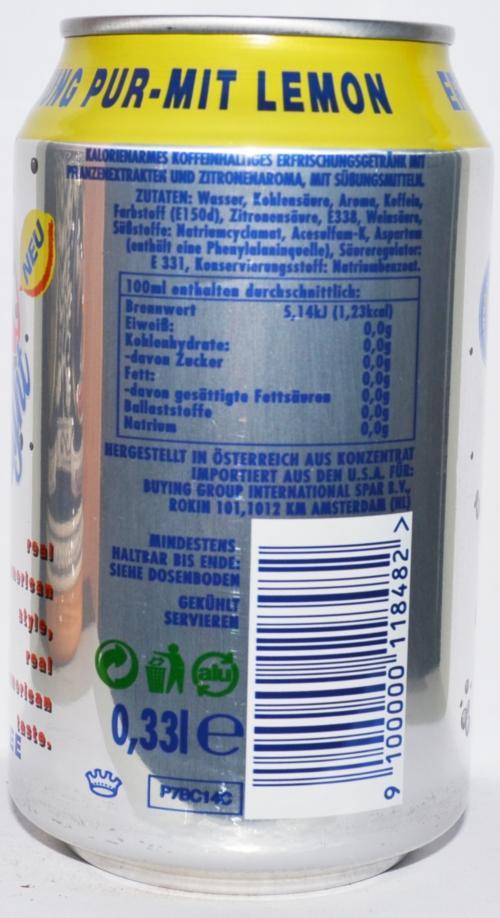 NG PUR-MIT LEMON
KALORIENARMES KOFFEINHALTIGES ERFRISCHUNGSGETRÄNK MIT
PFLANZENEXTRAKTEN UND ZITRONENAROMA, MIT SÜBUNGSMITTELN.
ZUTATEN: Wasser, Kohlensäure, Aroma, Koffein,
Farbstoff (E150d), Zitronensäure, E338, Weinsäure,
Süßstoffe: Natriumcyclamat, Acesulfam-K, Aspartam
(enthält eine Phenylalaninquelle), Säureregulator:
E 331, Konservierungsstoff: Natriumbenzoat.
100ml enthalten durchschnittlich:
Brennwert 5,14kJ (1,23kcal)
Eiweiß: 0,0g
Kohlenhydrate: 0,0g
-davon Zucker 0,0g
Fett: 0,0g
-davon gesättigte Fettsäuren 0,0g
Ballaststoffe 0,0g
Natrium 0,0g
HERGESTELLT IN ÖSTERREICH AUS KONZENTRAT
IMPORTIERT AUS DEN U.S.A. FÜR:
BUYING GROUP INTERNATIONAL SPAR B.V.,
ROKIN 101,1012 KM AMSTERDAM (NL)
MINDESTENS
HALTBAR BIS ENDE:
SIEHE DOSENBODEN
GEKÜHLT
SERVIEREN
alu
0,33l e
P7BC14C
9 100000 118482 >
NEU
real
merican
style,
real
merican
taste.